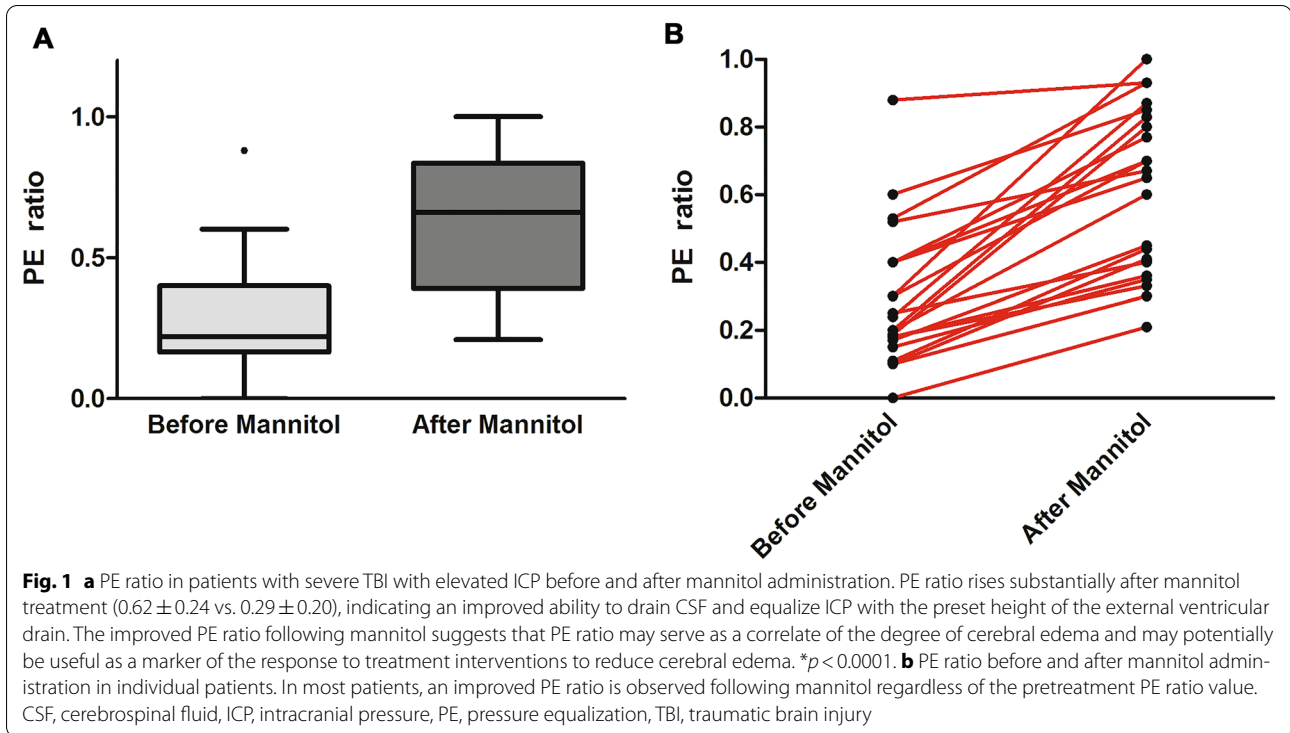 A
PE ratio
1.0
0.5
0.0
Before Mannitol
After Mannitol
B
PE ratio
1.0
0.8
0.6
0.4
0.2
0.0
Before Mannitol
After Mannitol
Fig. 1 a PE ratio in patients with severe TBI with elevated ICP before and after mannitol administration. PE ratio rises substantially after mannitol
treatment (0.62 ± 0.24 vs. 0.29 ± 0.20), indicating an improved ability to drain CSF and equalize ICP with the preset height of the external ventricular
drain. The improved PE ratio following mannitol suggests that PE ratio may serve as a correlate of the degree of cerebral edema and may potentially
be useful as a marker of the response to treatment interventions to reduce cerebral edema. *p < 0.0001. b PE ratio before and after mannitol admin-
istration in individual patients. In most patients, an improved PE ratio is observed following mannitol regardless of the pretreatment PE ratio value.
CSF, cerebrospinal fluid, ICP, intracranial pressure, PE, pressure equalization, TBI, traumatic brain injury